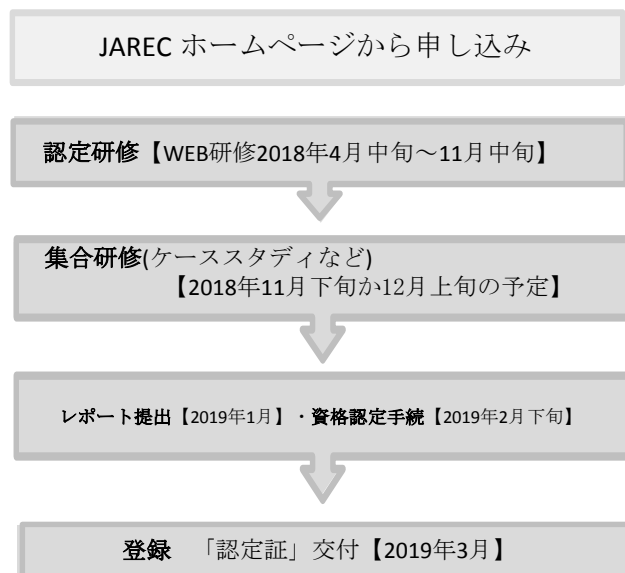 JAREC ホームページから申し込み
認定研修【WEB研修2018年4月中旬～11月中旬】
集合研修(ケーススタディなど)
【2018年11月下旬か12月上旬の予定】
レポート提出【2019年1月】・資格認定手続【2019年2月下旬】
登録　「認定証」交付【2019年3月】